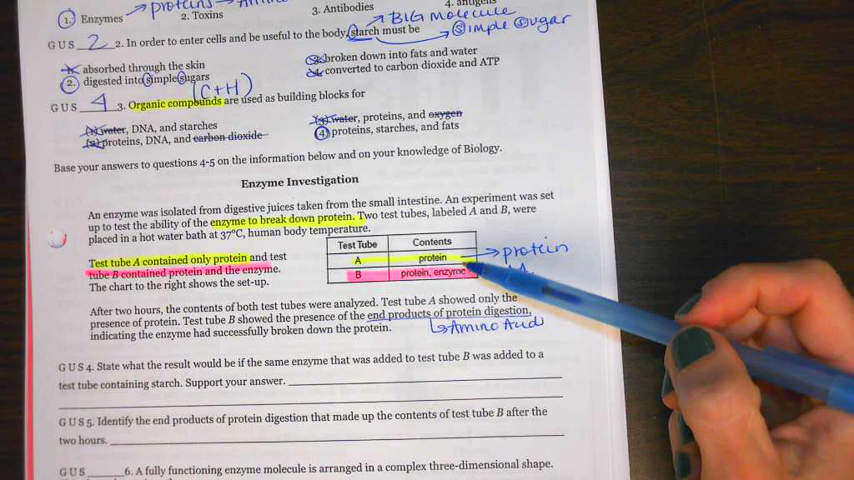 → proteins → Amino
1. Enzymes 2. Toxins 3. Antibodies 4. antigens
→ BIG molecule
G U S 2 2. In order to enter cells and be useful to the body, starch must be → Simple Sugar
absorbed through the skin broken down into fats and water
2. digested into simple sugars converted to carbon dioxide and ATP
(C+H)
G U S 4 3. Organic compounds are used as building blocks for
(1) water, DNA, and starches (3) water, proteins, and oxygen
(2) proteins, DNA, and carbon dioxide (4) proteins, starches, and fats
Base your answers to questions 4-5 on the information below and on your knowledge of Biology.
Enzyme Investigation
An enzyme was isolated from digestive juices taken from the small intestine. An experiment was set
up to test the ability of the enzyme to break down protein. Two test tubes, labeled A and B, were
placed in a hot water bath at 37°C, human body temperature.
Test Tube Contents
A protein → protein
B protein, enzyme
Test tube A contained only protein and test
tube B contained protein and the enzyme.
The chart to the right shows the set-up.
After two hours, the contents of both test tubes were analyzed. Test tube A showed only the
presence of protein. Test tube B showed the presence of the end products of protein digestion,
indicating the enzyme had successfully broken down the protein. Amino Acid
G U S 4. State what the result would be if the same enzyme that was added to test tube B was added to a
test tube containing starch. Support your answer.
G U S 5. Identify the end products of protein digestion that made up the contents of test tube B after the
two hours.
G U S 6. A fully functioning enzyme molecule is arranged in a complex three-dimensional shape.